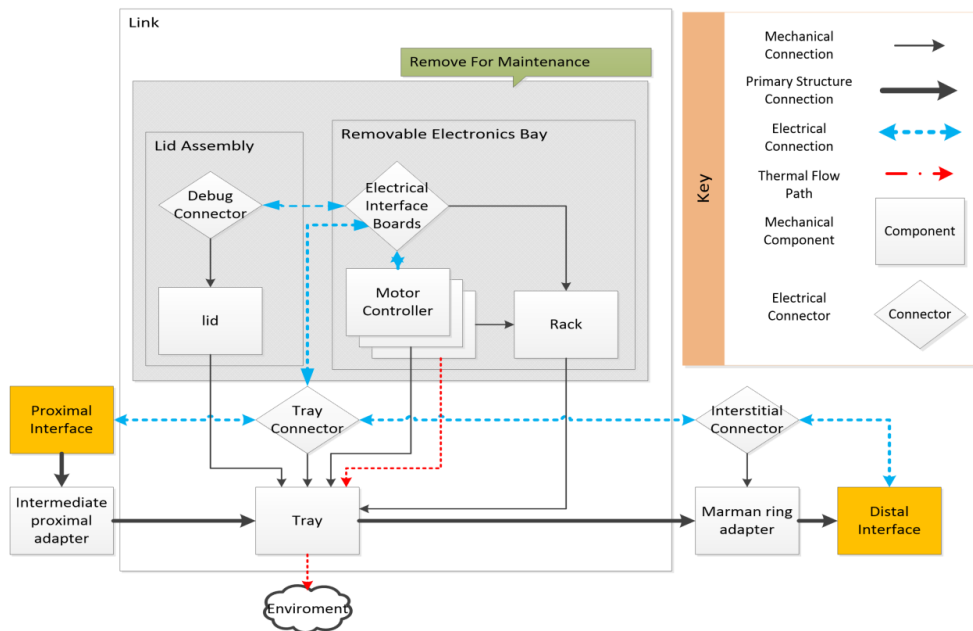 Link
Remove For Maintenance
Lid Assembly
Removable Electronics Bay
Debug
Connector
Electrical
Interface
Boards
Motor
Controller
lid
Rack
Proximal
Interface
Tray
Connector
Interstitial
Connector
Intermediate
proximal
adapter
Tray
Marman ring
adapter
Distal
Interface
Enviroment
Key
Mechanical
Connection
Primary Structure
Connection
Electrical
Connection
Thermal Flow
Path
Mechanical
Component
Component
Electrical
Connector
Connector